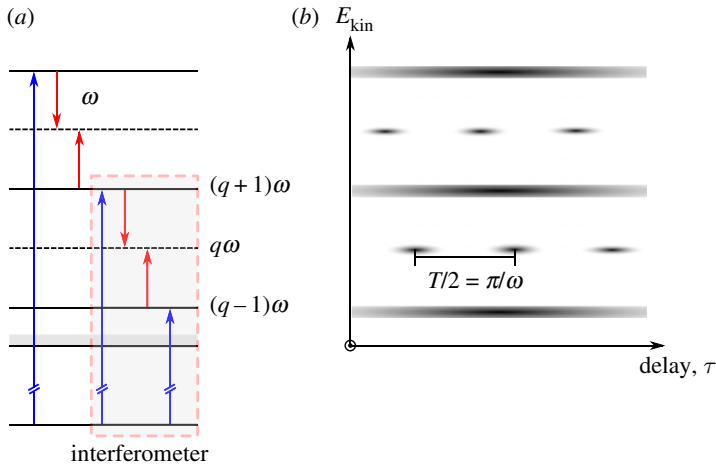 (a)
ω
(q + 1)ω
qω
(q – 1)ω
interferometer
(b)
E_kin
T/2 = π/ω
delay, τ